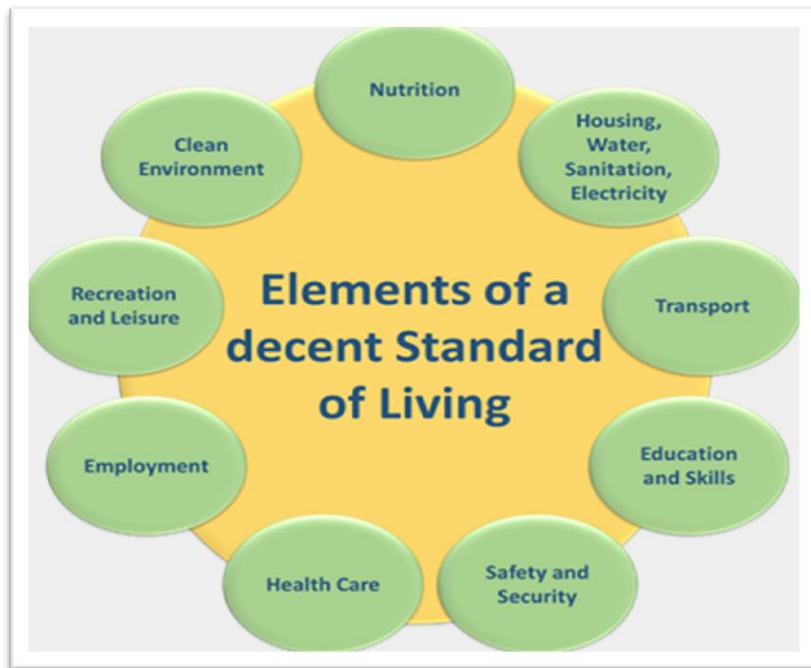 Nutrition
Housing,
Water,
Sanitation,
Electricity
Transport
Education
and Skills
Safety and
Security
Health Care
Employment
Recreation
and Leisure
Clean
Environment
Elements of a
decent Standard
of Living